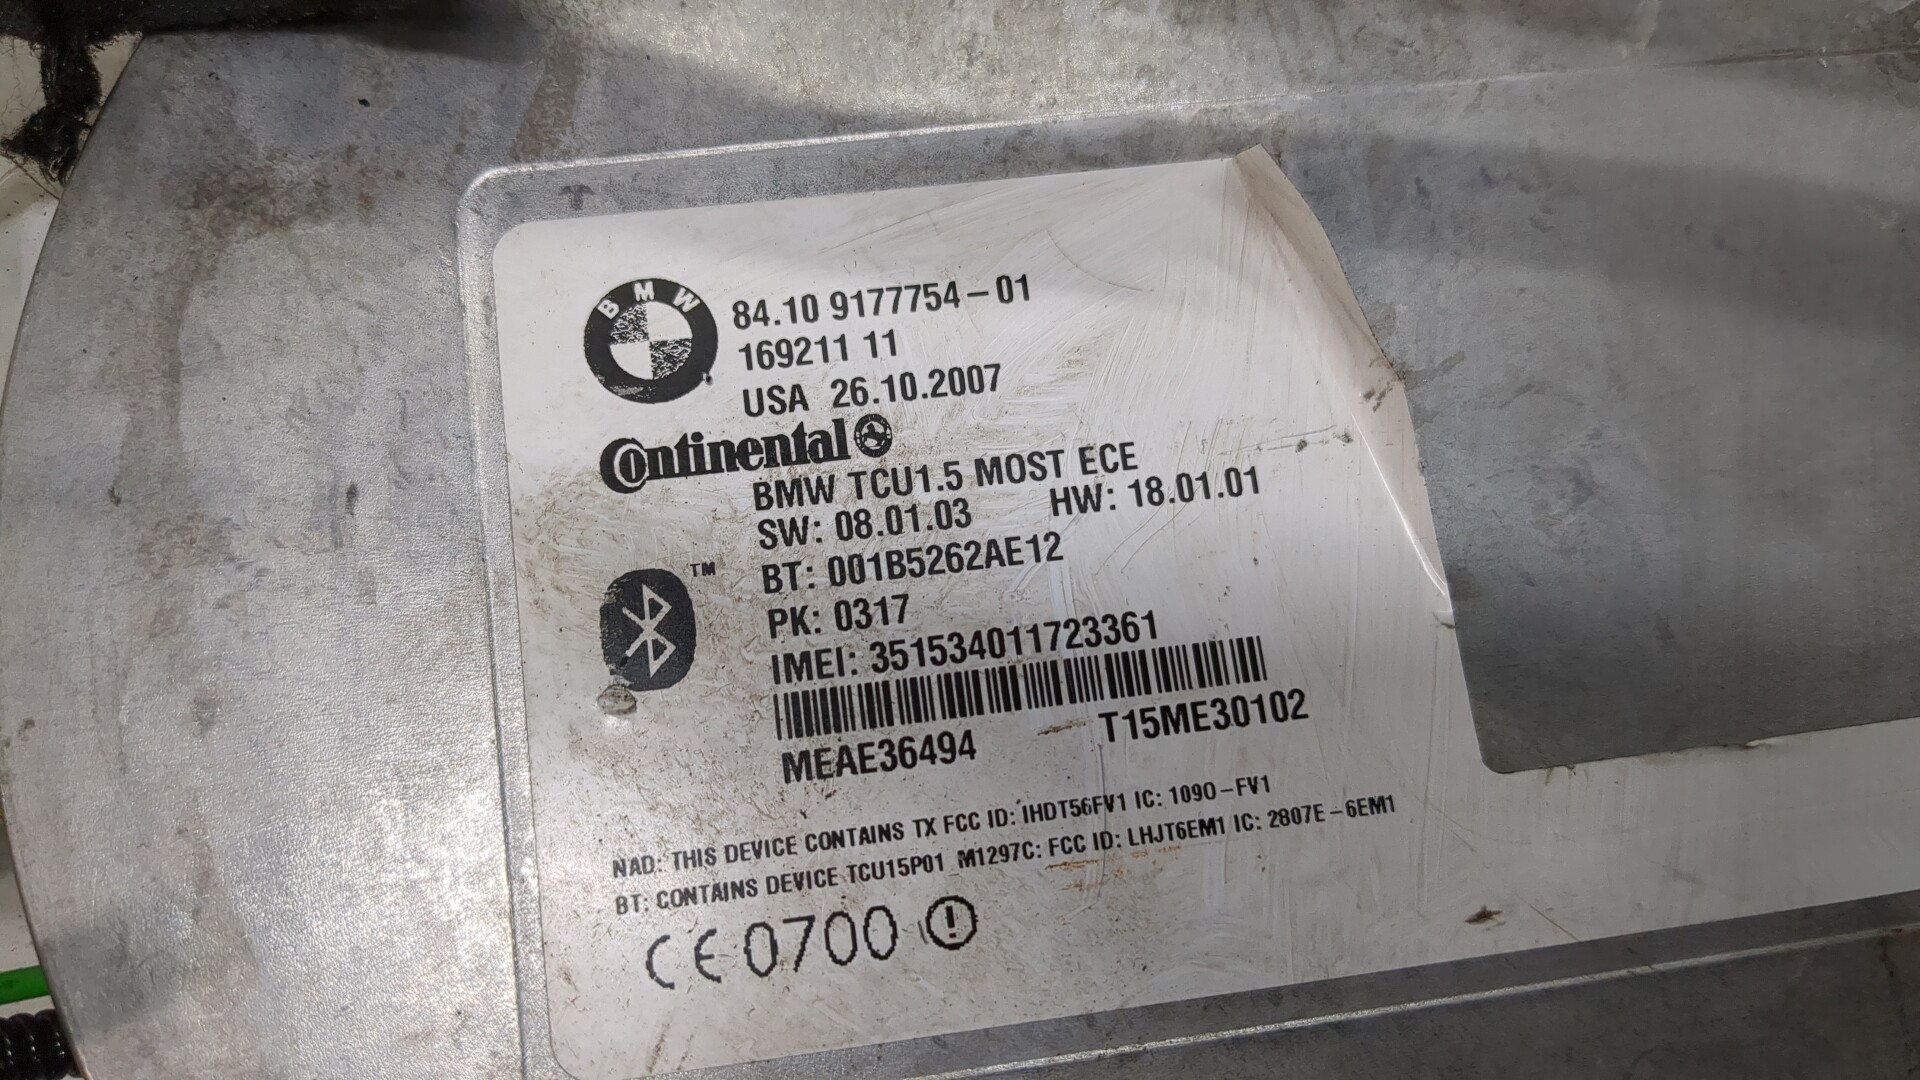 BMW
84.10 9177754-01
169211 11
USA 26.10.2007
Continental
BMW TCU1.5 MOST ECE
SW: 08.01.03 HW: 18.01.01
BT: 001B5262AE12
TM
PK: 0317
IMEI: 351534011723361
MEAE36494 T15ME30102
NAD: THIS DEVICE CONTAINS TX FCC ID: IHDT56FV1 IC: 109O-FV1
BT: CONTAINS DEVICE TCU15P01_M1297C: FCC ID: LHJT6EM1 IC: 2807E-6EM1
CE 0700